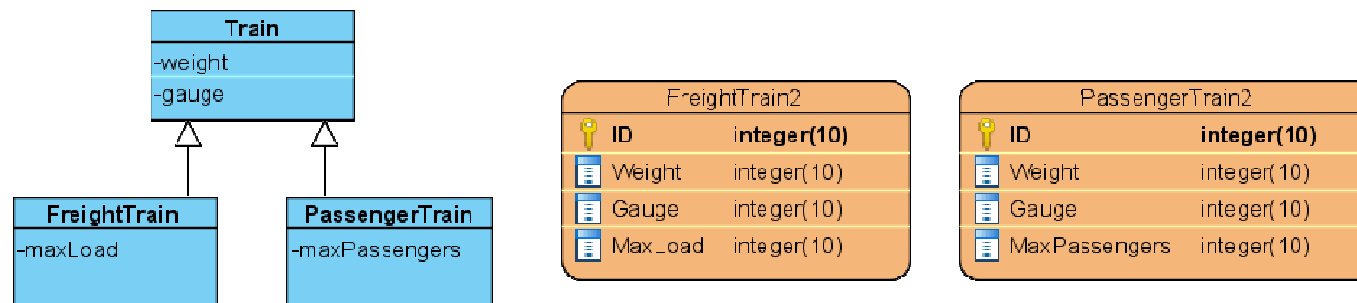 Train
-weight
-gauge
FreightTrain
-maxLoad
PassengerTrain
-maxPassengers
FreightTrain2
ID integer(10)
Weight integer(10)
Gauge integer(10)
MaxLoad integer(10)
PassengerTrain2
ID integer(10)
Weight integer(10)
Gauge integer(10)
MaxPassengers integer(10)